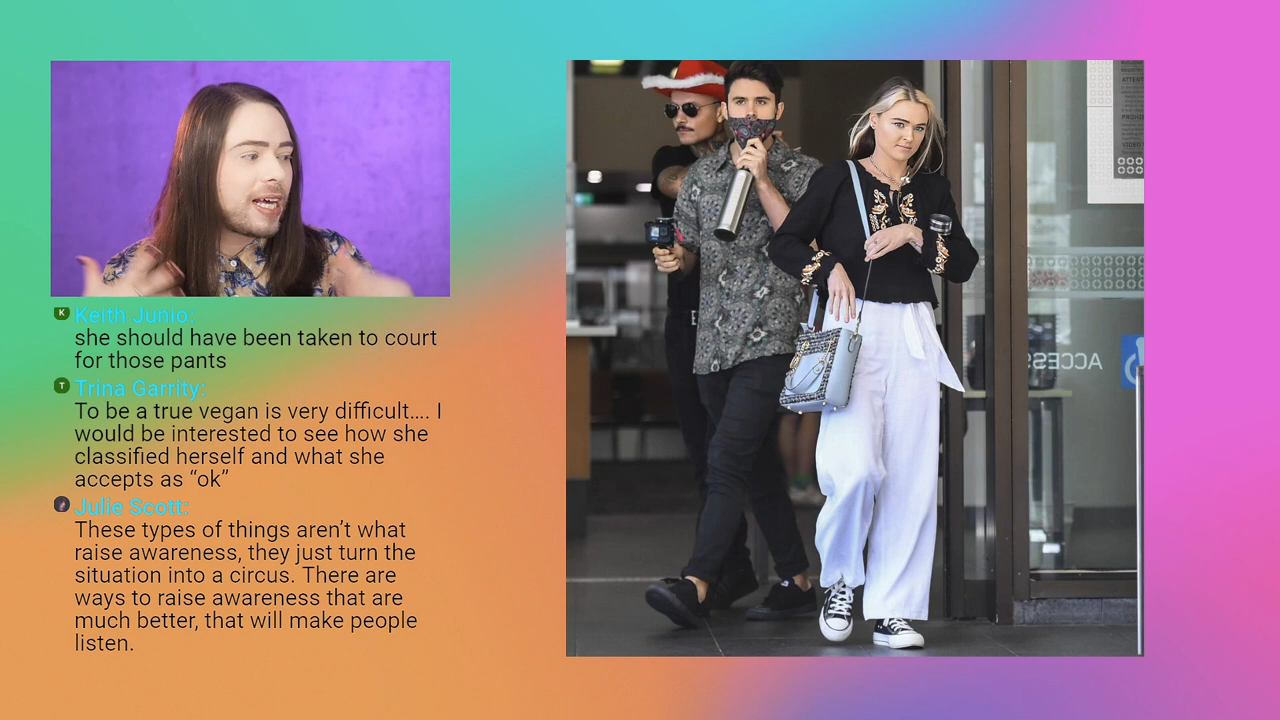 K Keith Junio:
she should have been taken to court
for those pants
T Trina Garrity:
To be a true vegan is very difficult.... I
would be interested to see how she
classified herself and what she
accepts as “ok”
Julie Scott:
These types of things aren’t what
raise awareness, they just turn the
situation into a circus. There are
ways to raise awareness that are
much better, that will make people
listen.
ACCESS